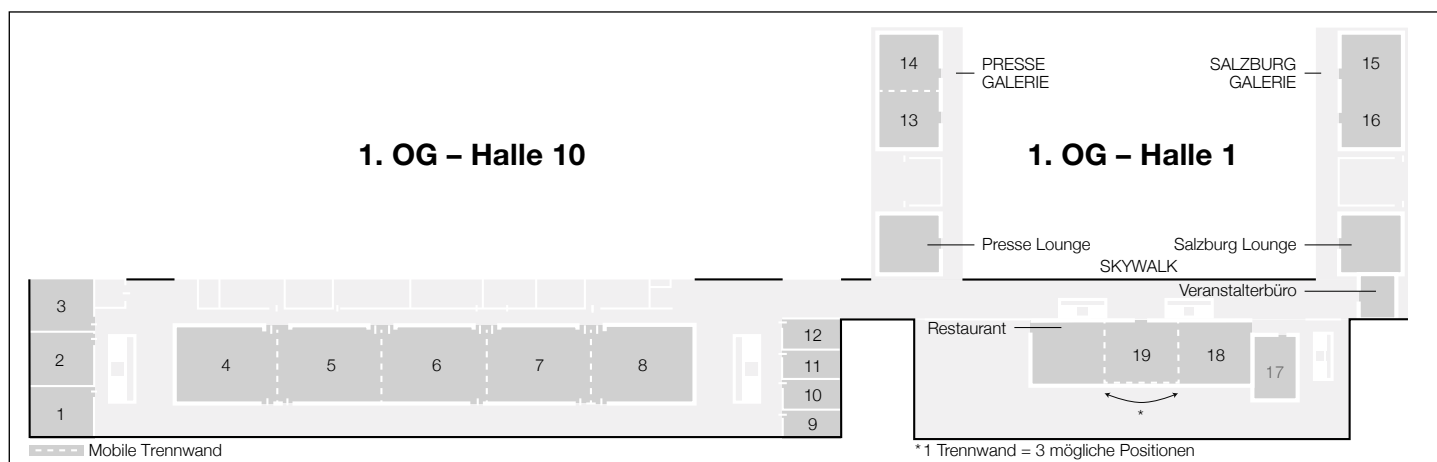 14
PRESSE
GALERIE
SALZBURG
GALERIE
15
13
16
1. OG – Halle 10
1. OG – Halle 1
Presse Lounge
Salzburg Lounge
SKYWALK
Veranstalterbüro
3
Restaurant
12
2
4
5
6
7
8
11
19
18
17
10
1
9
*
Mobile Trennwand
*1 Trennwand = 3 mögliche Positionen